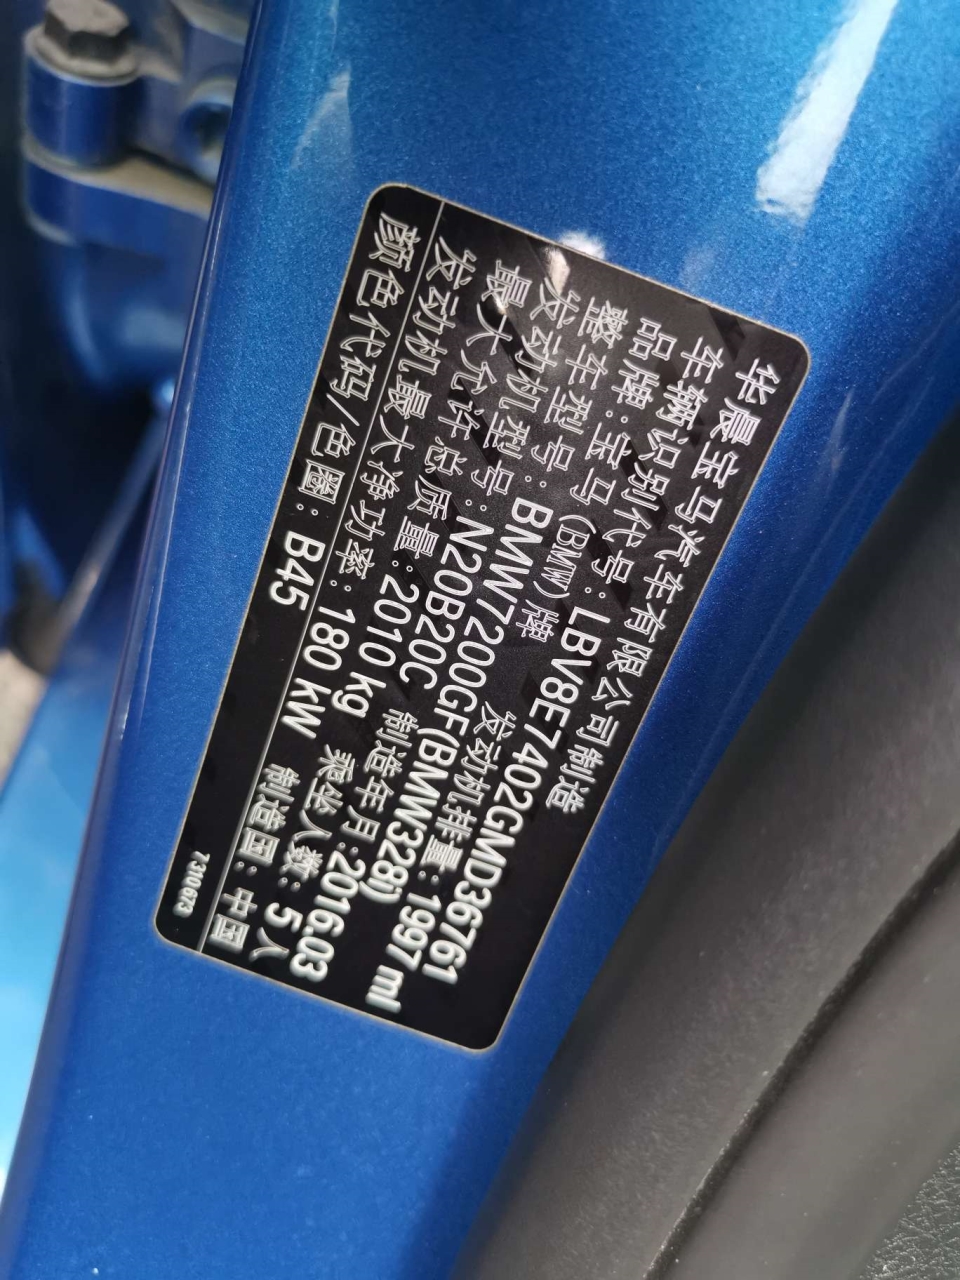 华晨宝马汽车有限公司制造
车辆识别代号: LBV8E7402GMD36761
品牌: 宝马 (BMW) 牌
整车型号: BMW7200GF(BMW328i)
发动机型号: N20B20C 发动机排量: 1997 ml
最大允许总质量: 2010 kg 制造年月: 2016.03
发动机最大净功率: 180 kW 乘坐人数: 5 人
颜色代码/色圈: B45 制造国: 中国
7310673